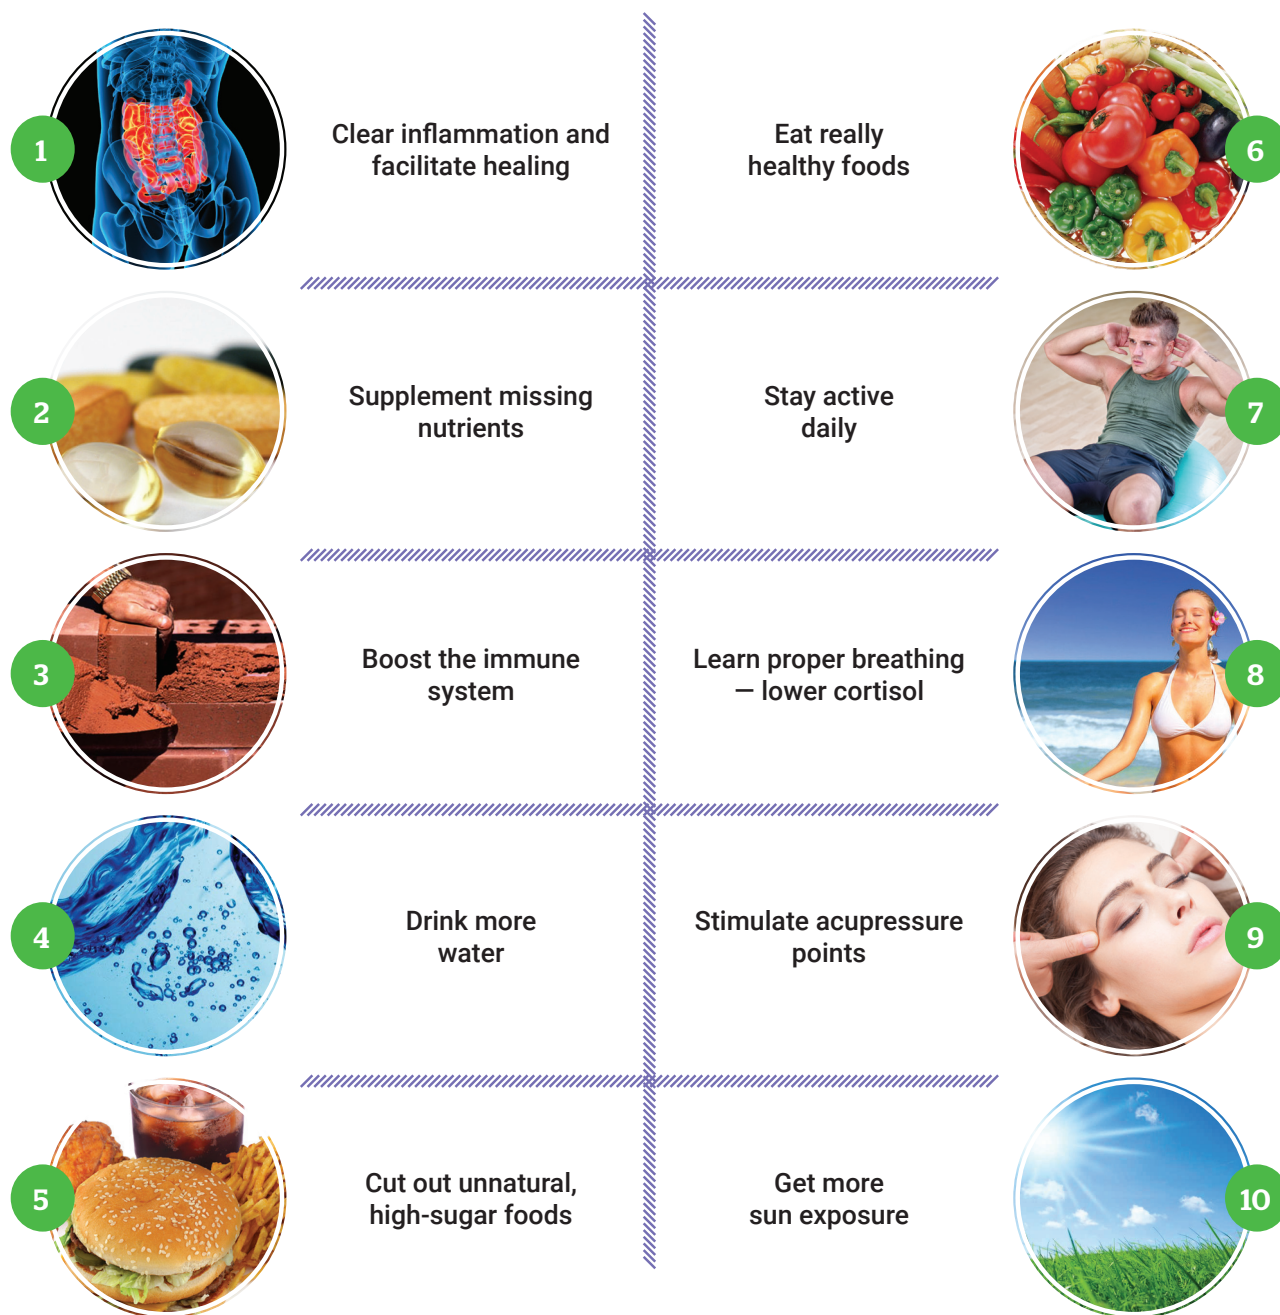 1
Clear inflammation and
facilitate healing
2
Supplement missing
nutrients
3
Boost the immune
system
4
Drink more
water
5
Cut out unnatural,
high-sugar foods
Eat really
healthy foods
6
Stay active
daily
7
Learn proper breathing
— lower cortisol
8
Stimulate acupressure
points
9
Get more
sun exposure
10